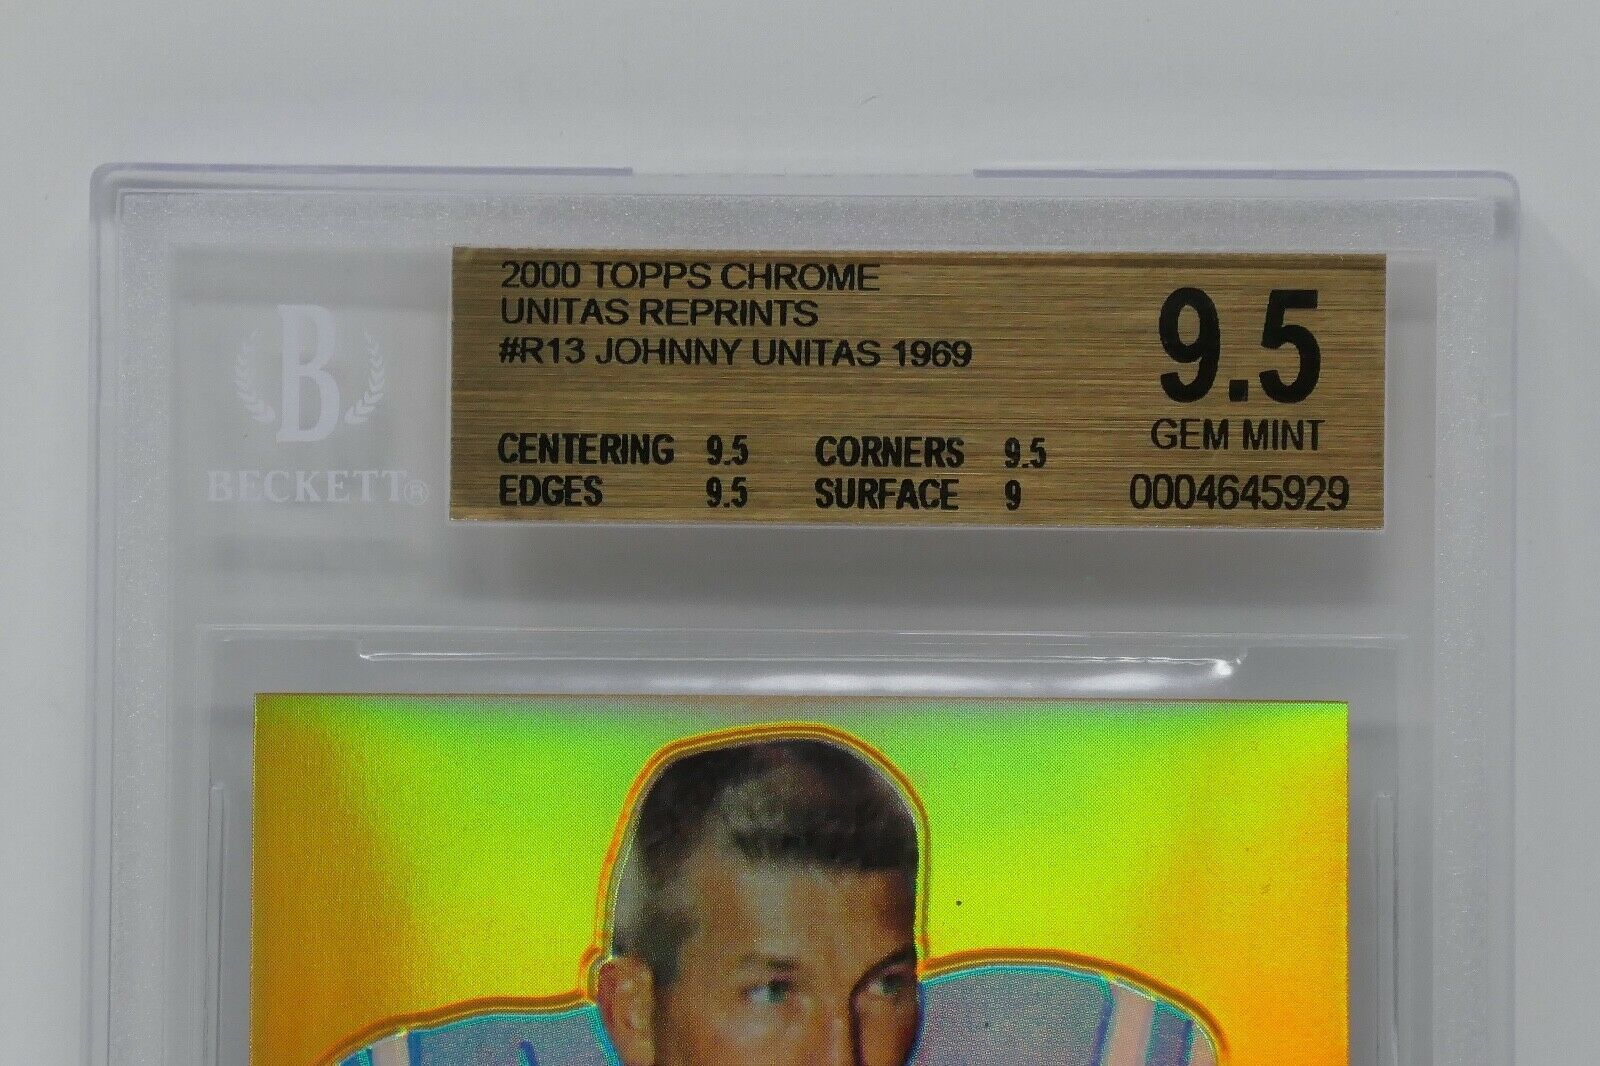 B
BECKETT®
2000 TOPPS CHROME
UNITAS REPRINTS
#R13 JOHNNY UNITAS 1969
CENTERING 9.5 CORNERS 9.5
EDGES 9.5 SURFACE 9
9.5
GEM MINT
0004645929